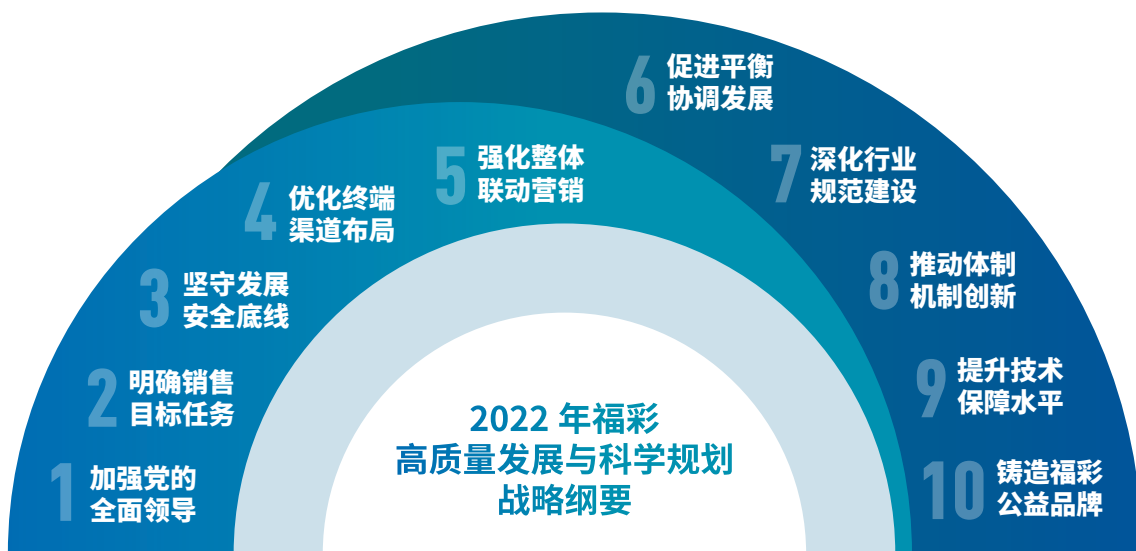 1
加强党的
全面领导
2
明确销售
目标任务
3
坚守发展
安全底线
4
优化终端
渠道布局
5
强化整体
联动营销
6
促进平衡
协调发展
7
深化行业
规范建设
8
推动体制
机制创新
9
提升技术
保障水平
10
铸造福彩
公益品牌
2022 年福彩
高质量发展与科学规划
战略纲要